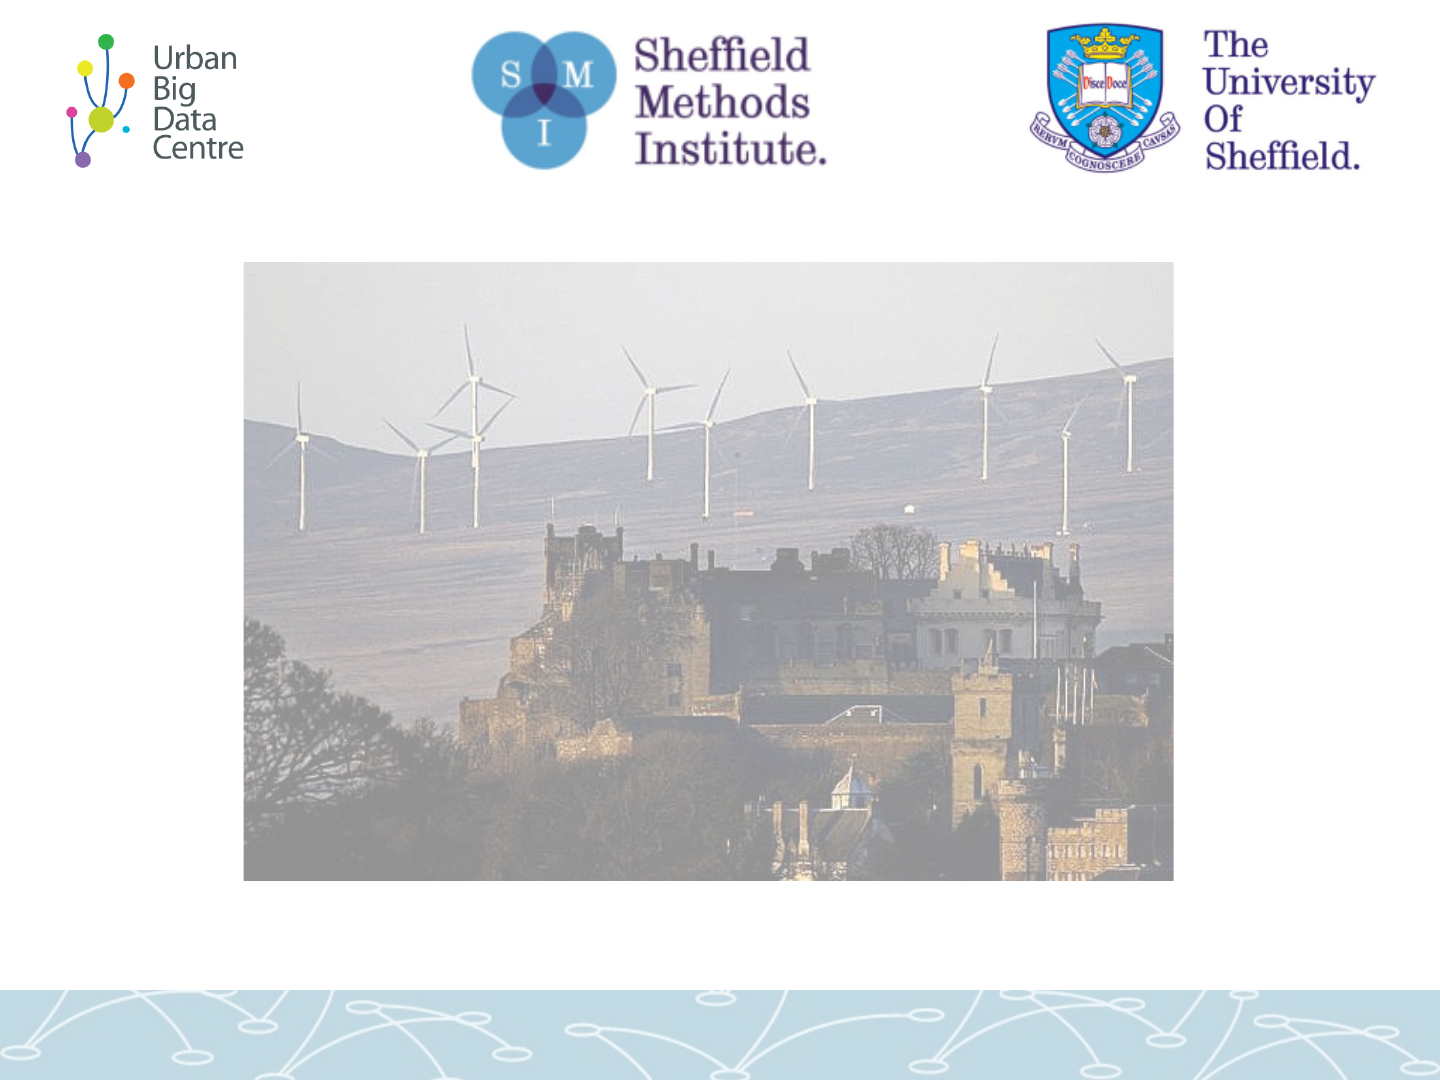 Urban
Big
Data
Centre
S M
I
Sheffield
Methods
Institute.
Disce Doce
RERVM COGNOSCERE CAVSAS
The
University
Of
Sheffield.